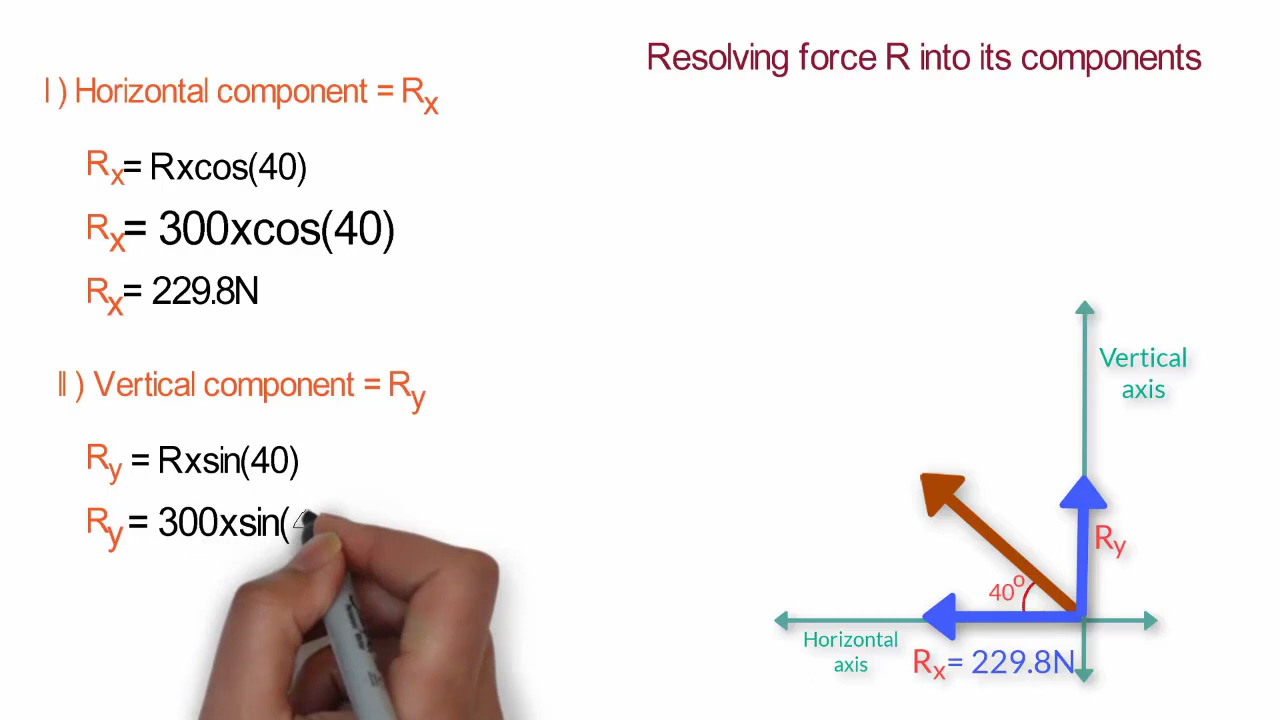 Resolving force R into its components
I ) Horizontal component = Rx
Rx= Rxcos(40)
Rx= 300xcos(40)
Rx= 229.8N
II ) Vertical component = Ry
Ry = Rxsin(40)
Ry = 300xsin(
Vertical
axis
Ry
40o
Horizontal
axis
Rx= 229.8N